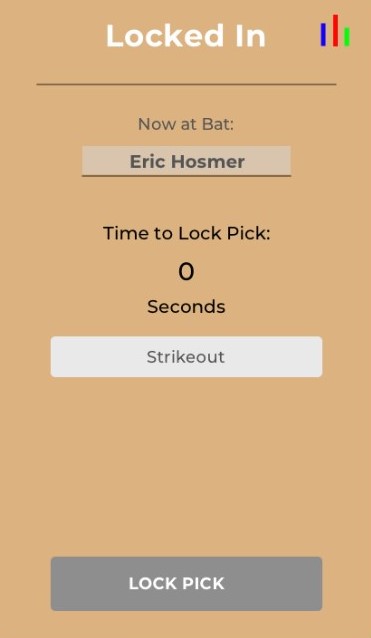 Locked In
Now at Bat:
Eric Hosmer
Time to Lock Pick:
0
Seconds
Strikeout
LOCK PICK